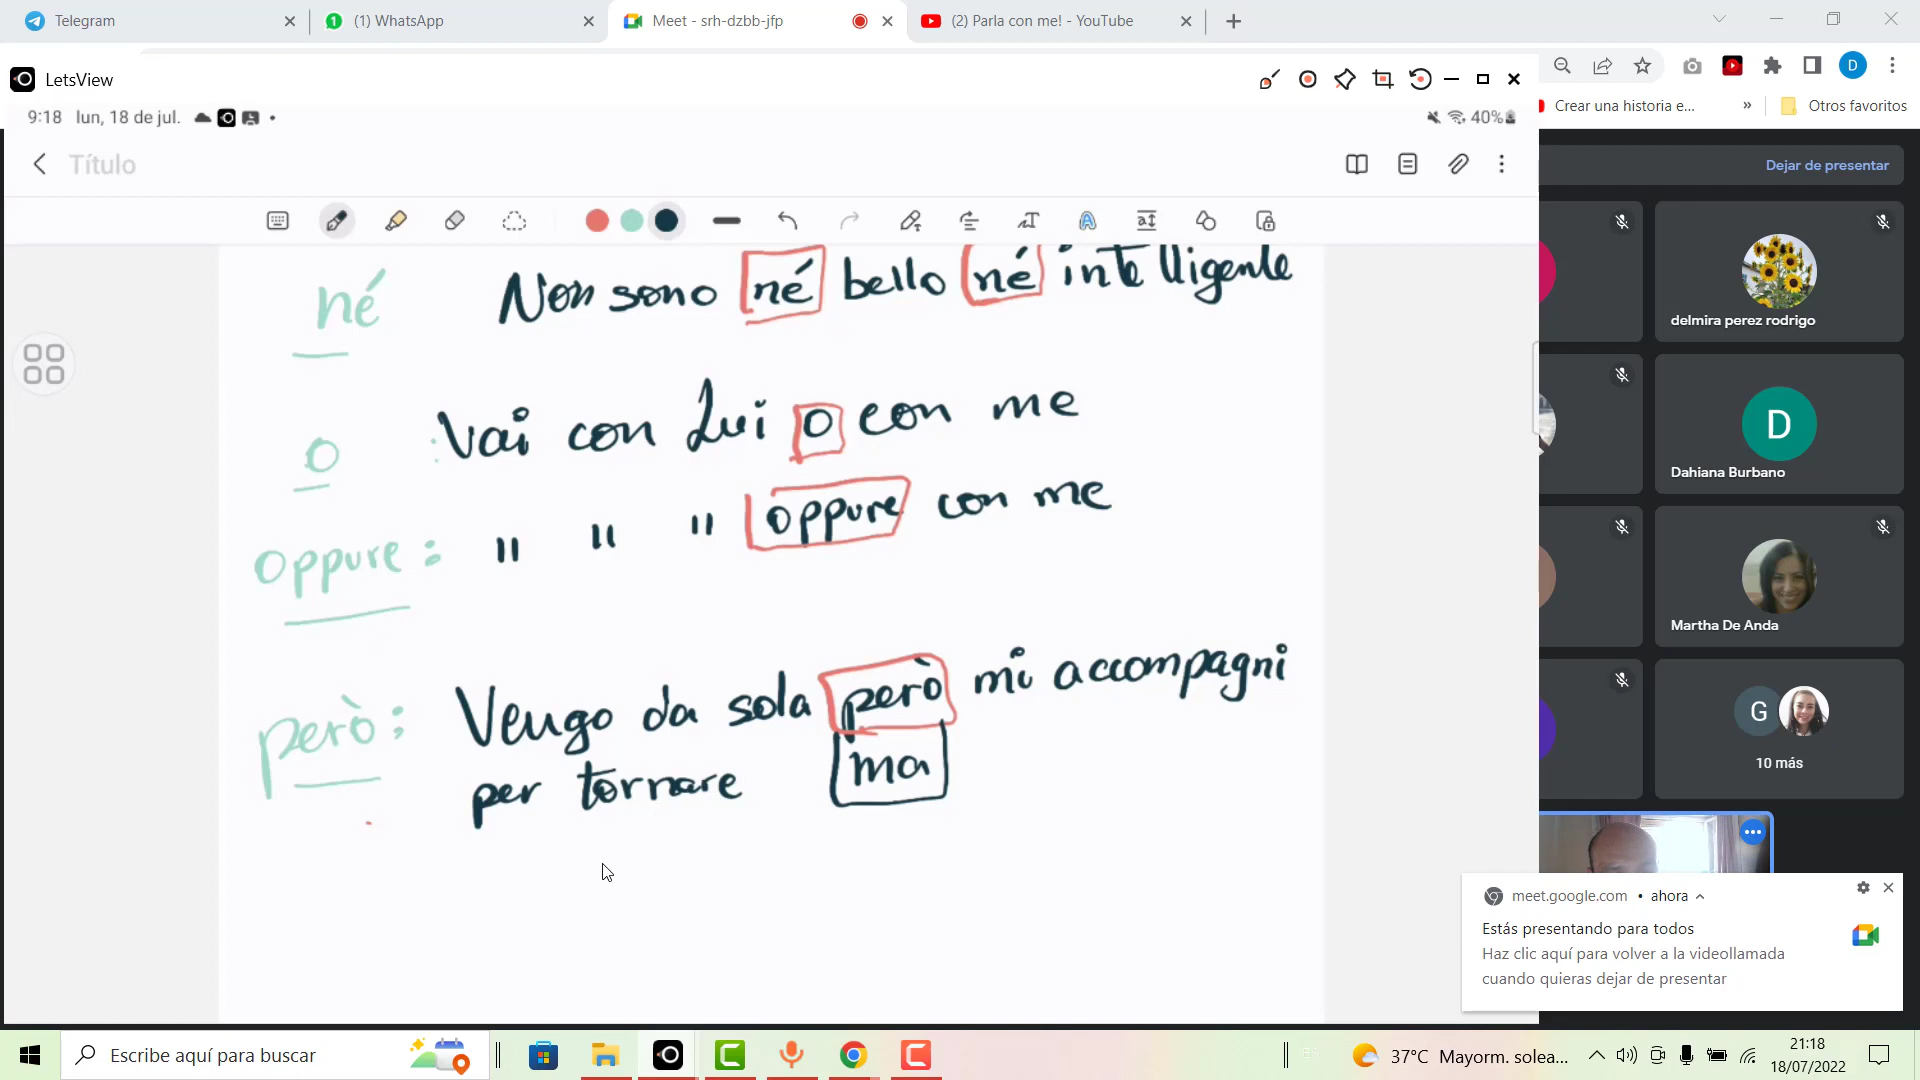 Telegram
(1) WhatsApp
Meet - srh-dzbb-jfp
(2) Parla con me! - YouTube
LetsView
D
Crear una historia e...
»
Otros favoritos
9:18 lun, 18 de jul.
40%
Título
Dejar de presentar
né Non sono né bello né intelligente
o : Vai con Lui o con me
oppure : " " " oppure con me
però : Vengo da sola però mi accompagni
per tornare ma
delmira perez rodrigo
D
Dahiana Burbano
Martha De Anda
G
10 más
meet.google.com • ahora
Estás presentando para todos
Haz clic aquí para volver a la videollamada
cuando quieras dejar de presentar
Escribe aquí para buscar
37°C Mayorm. solea...
21:18
18/07/2022